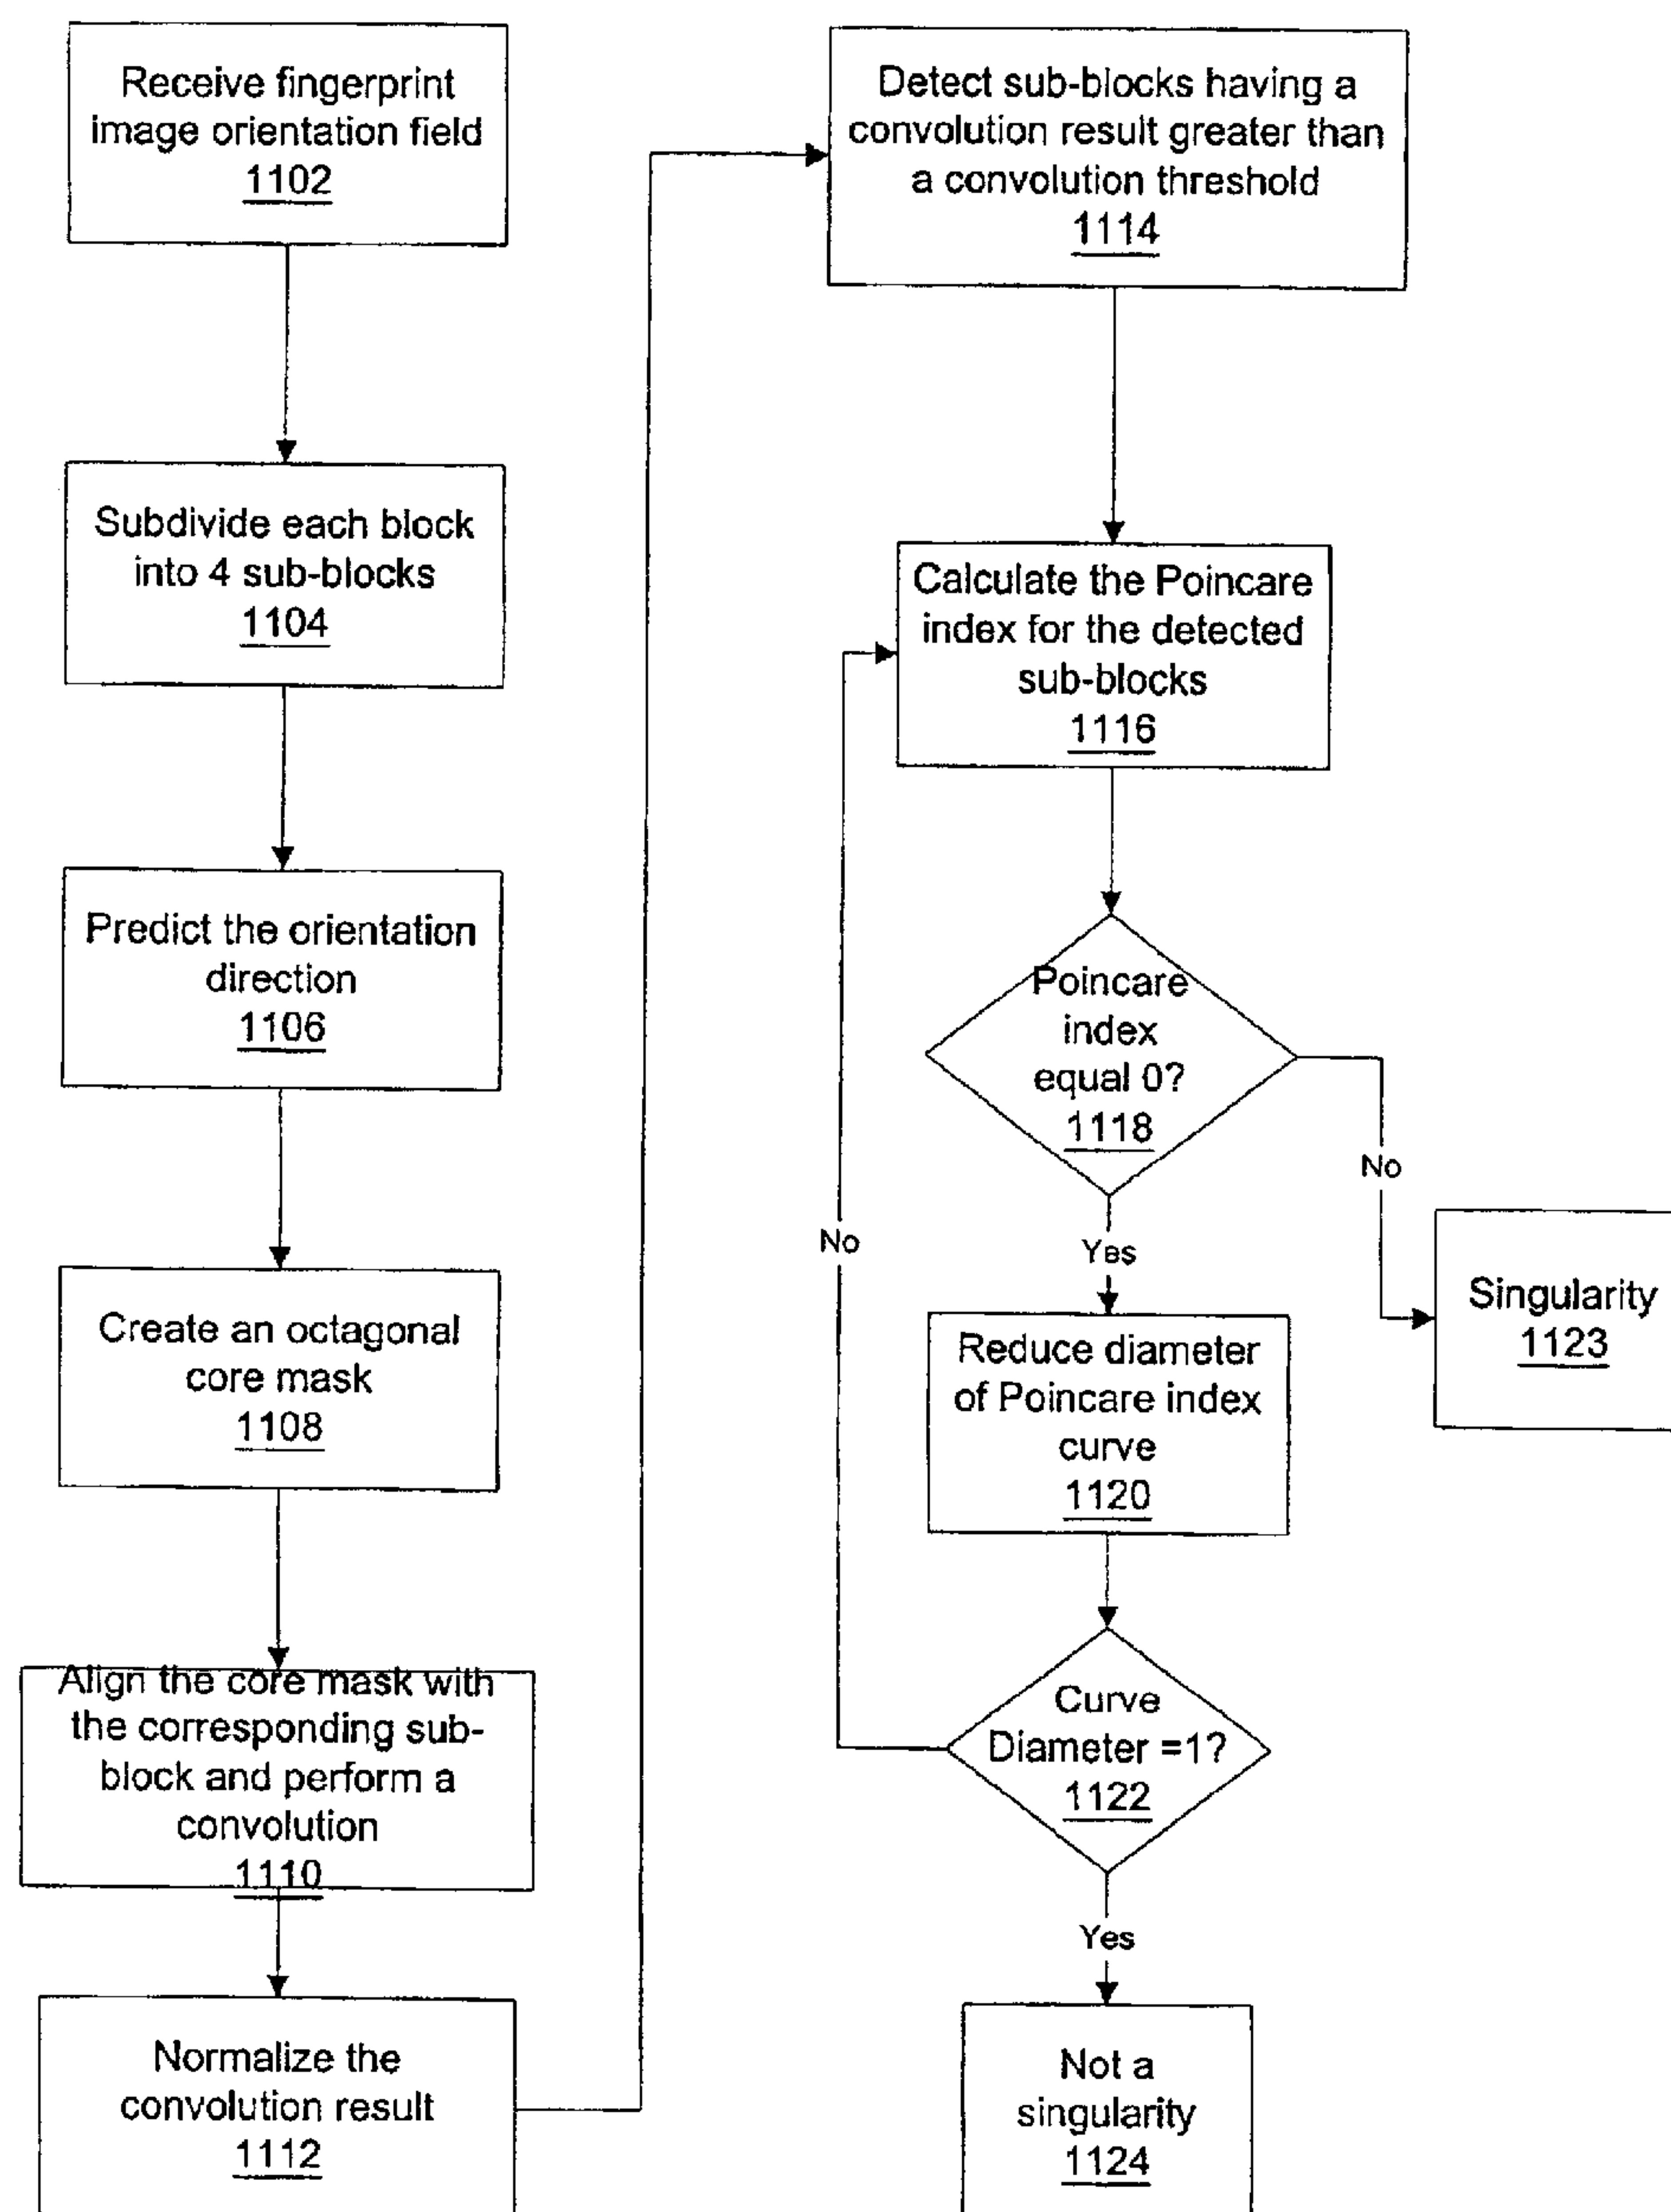 Receive fingerprint
image orientation field
1102
Subdivide each block
into 4 sub-blocks
1104
Predict the orientation
direction
1106
Create an octagonal
core mask
1108
Align the core mask with
the corresponding sub-
block and perform a
convolution
1110
Normalize the
convolution result
1112
Detect sub-blocks having a
convolution result greater than
a convolution threshold
1114
Calculate the Poincare
index for the detected
sub-blocks
1116
Poincare
index
equal 0?
1118
No
Singularity
1123
Yes
Reduce diameter
of Poincare index
curve
1120
Curve
Diameter =1?
1122
No
Yes
Not a
singularity
1124